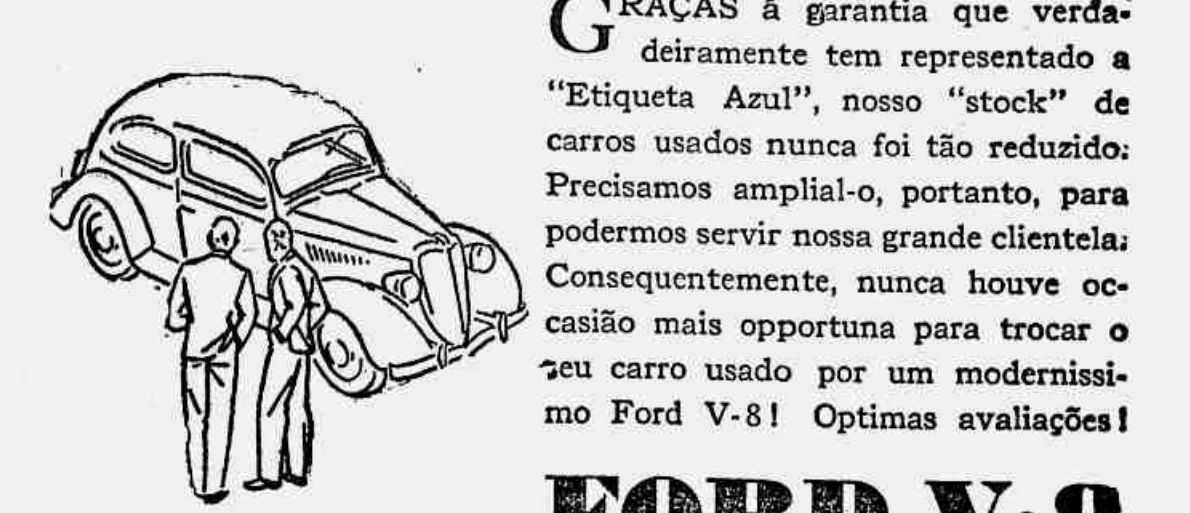 GRAÇAS á garantia que verda-
deiramente tem representado a
"Etiqueta Azul", nosso "stock" de
carros usados nunca foi tão reduzido:
Precisamos amplial-o, portanto, para
podermos servir nossa grande clientela:
Consequentemente, nunca houve oc-
casião mais opportuna para trocar o
seu carro usado por um modernissi-
mo Ford V-8! Optimas avaliações!
FORD V-8